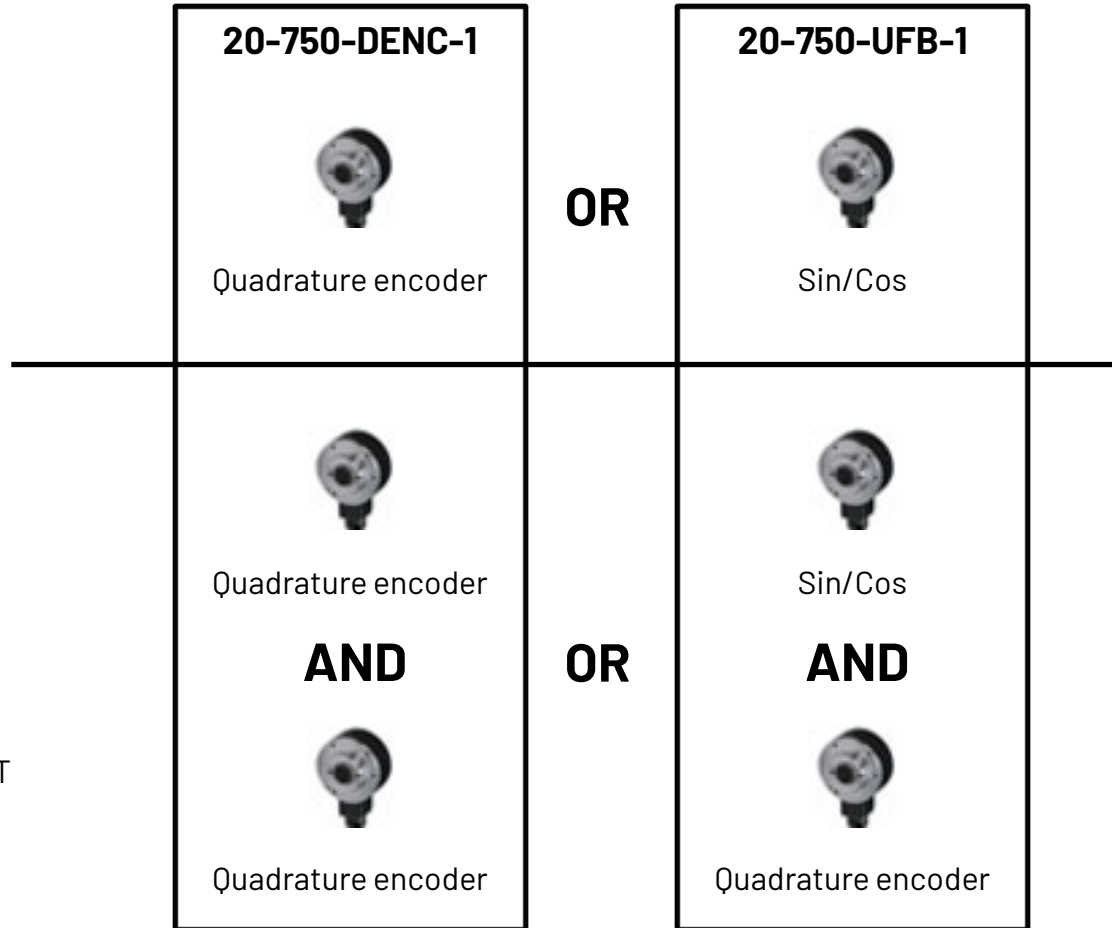 20-750-DENC-1
20-750-UFB-1
OR
Quadrature encoder
Sin/Cos
Quadrature encoder
Sin/Cos
AND
OR
AND
T
Quadrature encoder
Quadrature encoder